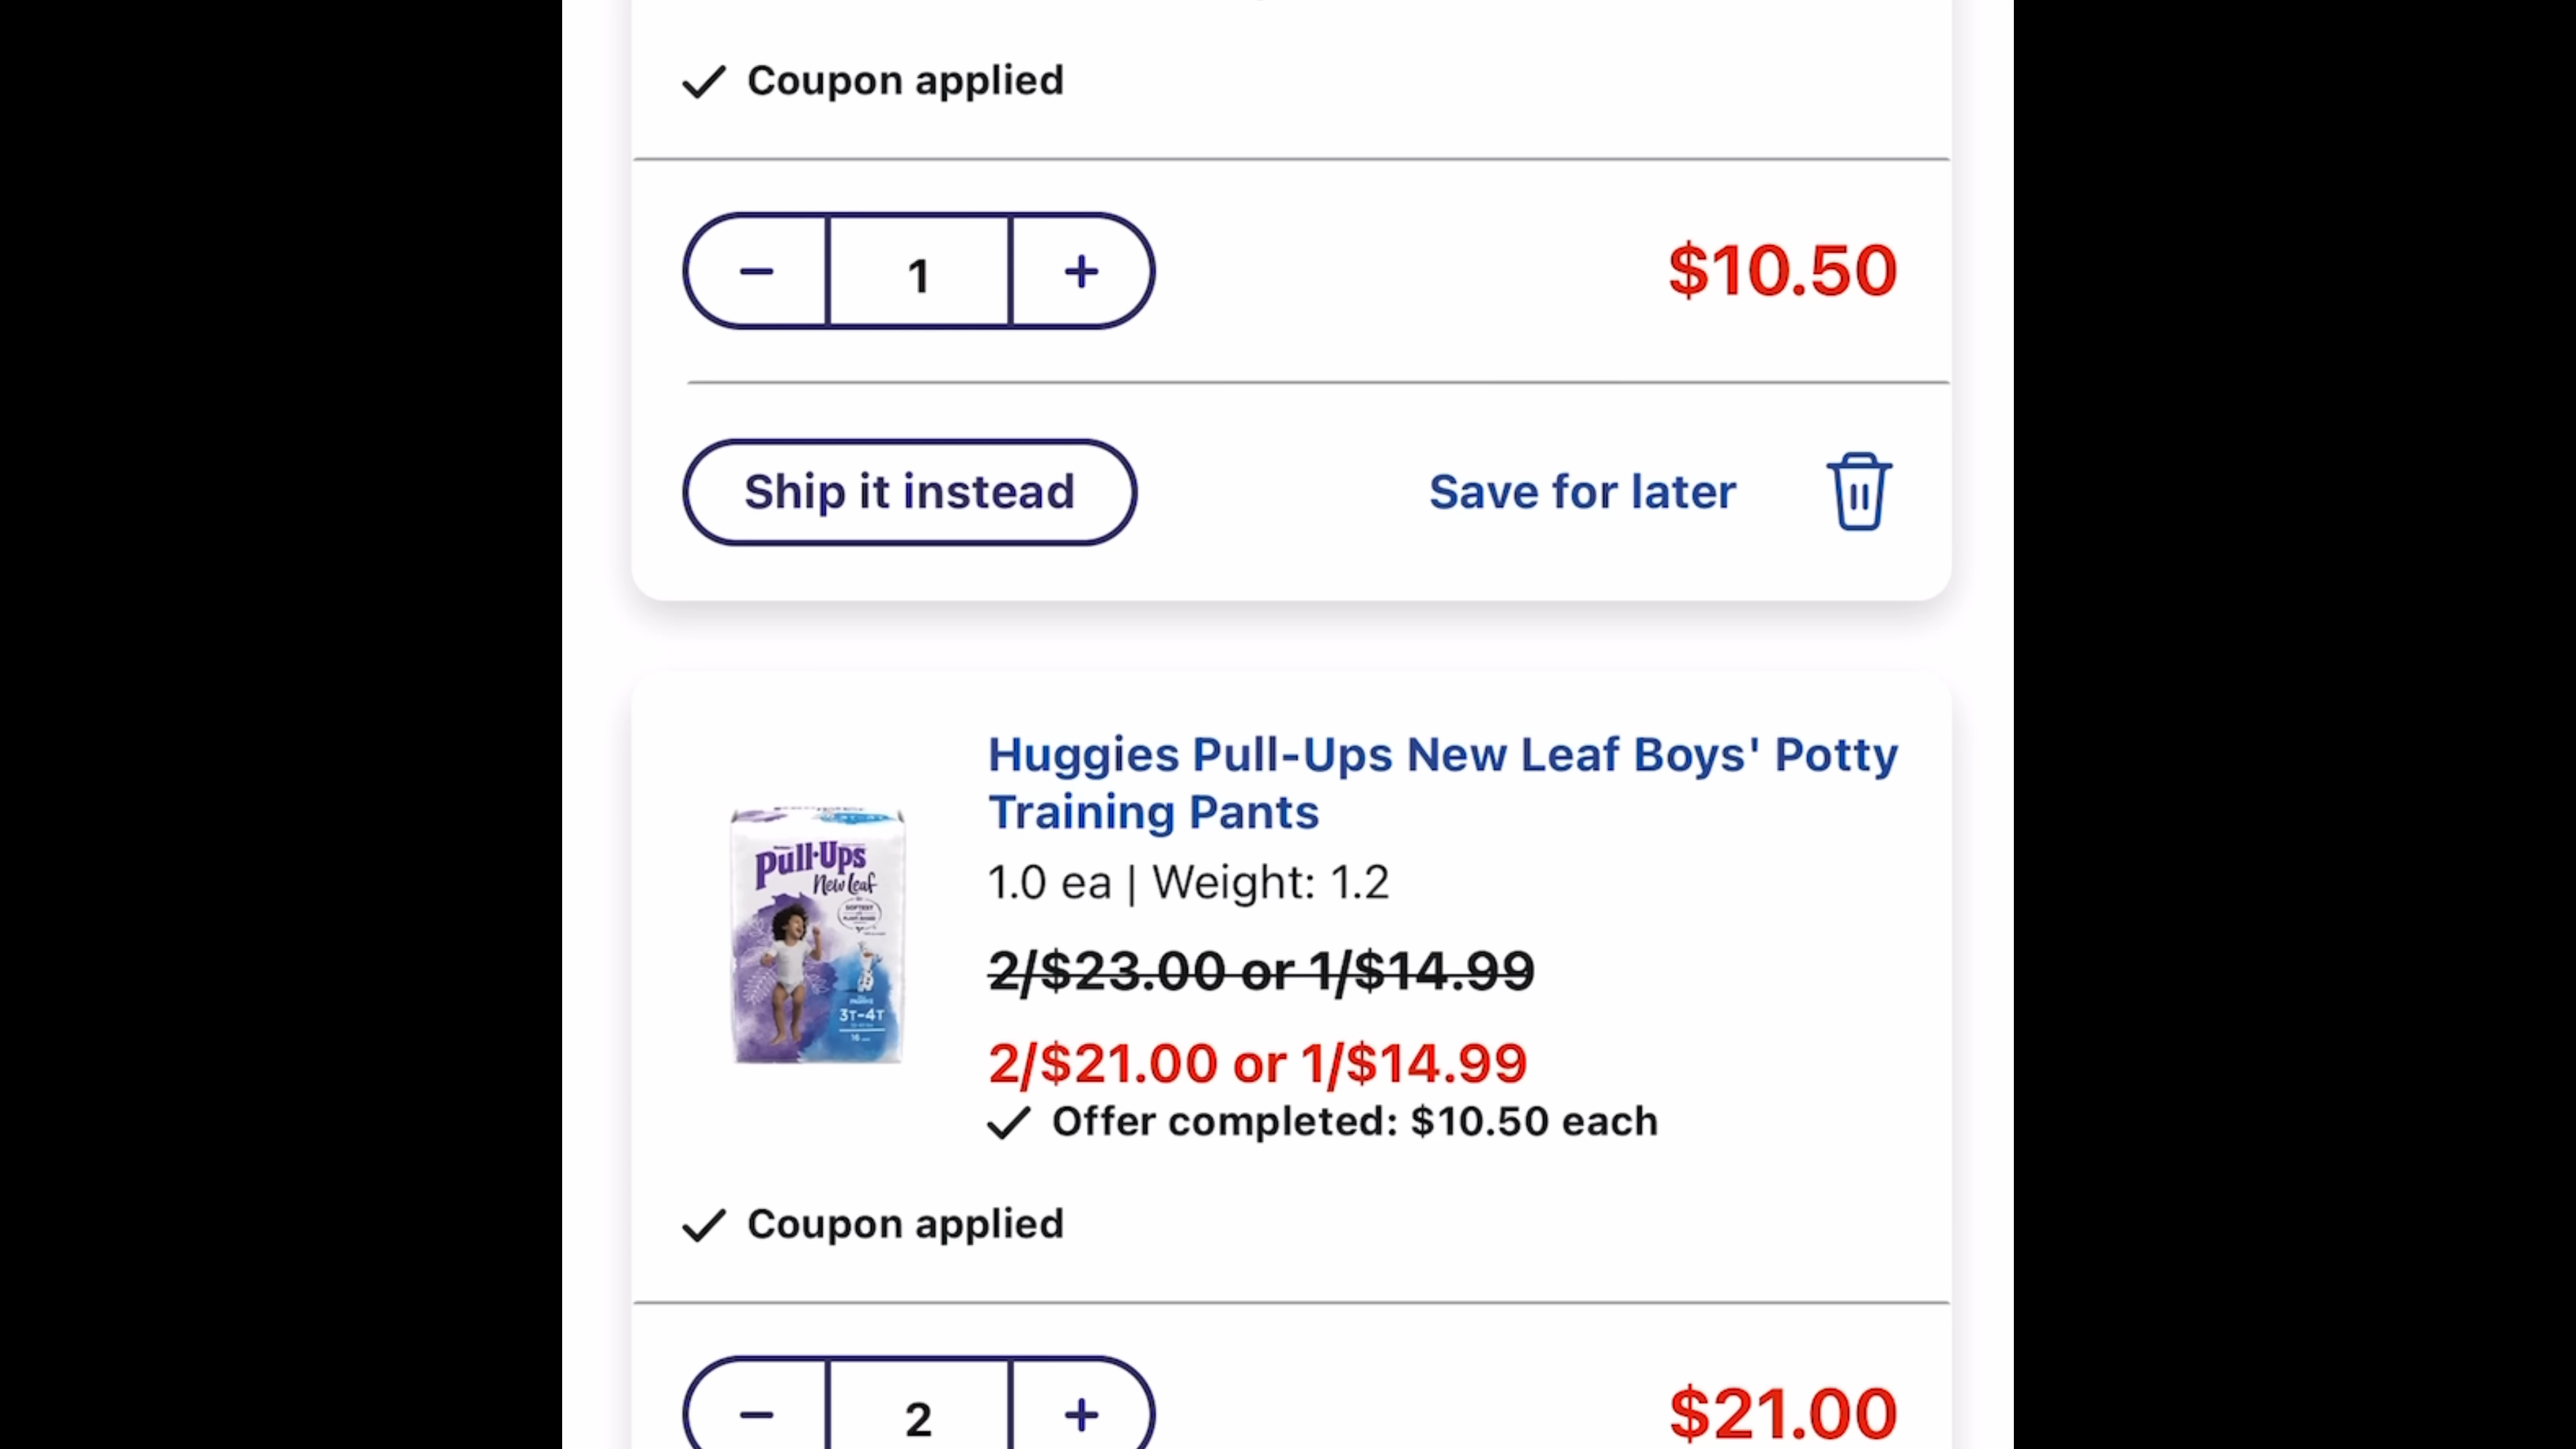 Coupon applied
1
$10.50
Ship it instead
Save for later
Huggies Pull-Ups New Leaf Boys' Potty
Training Pants
1.0 ea | Weight: 1.2
2/$23.00 or 1/$14.99
2/$21.00 or 1/$14.99
Offer completed: $10.50 each
Coupon applied
Pull-Ups
New Leaf
SOFTEST
3T-4T
16
2
$21.00